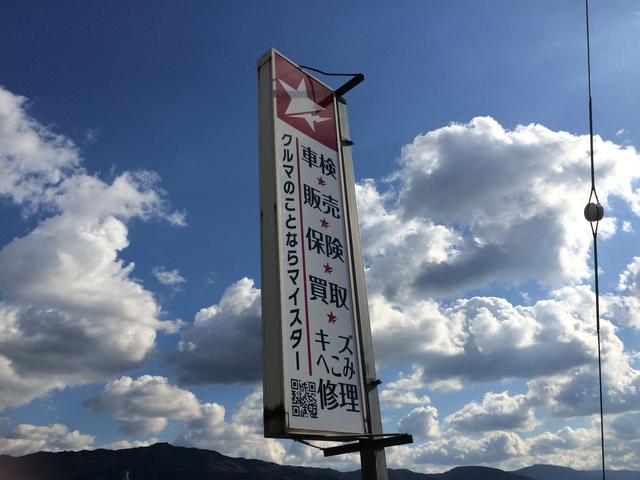 クルマのことならマイスター
車検
販売
保険
買取
キズ
へこみ
修理